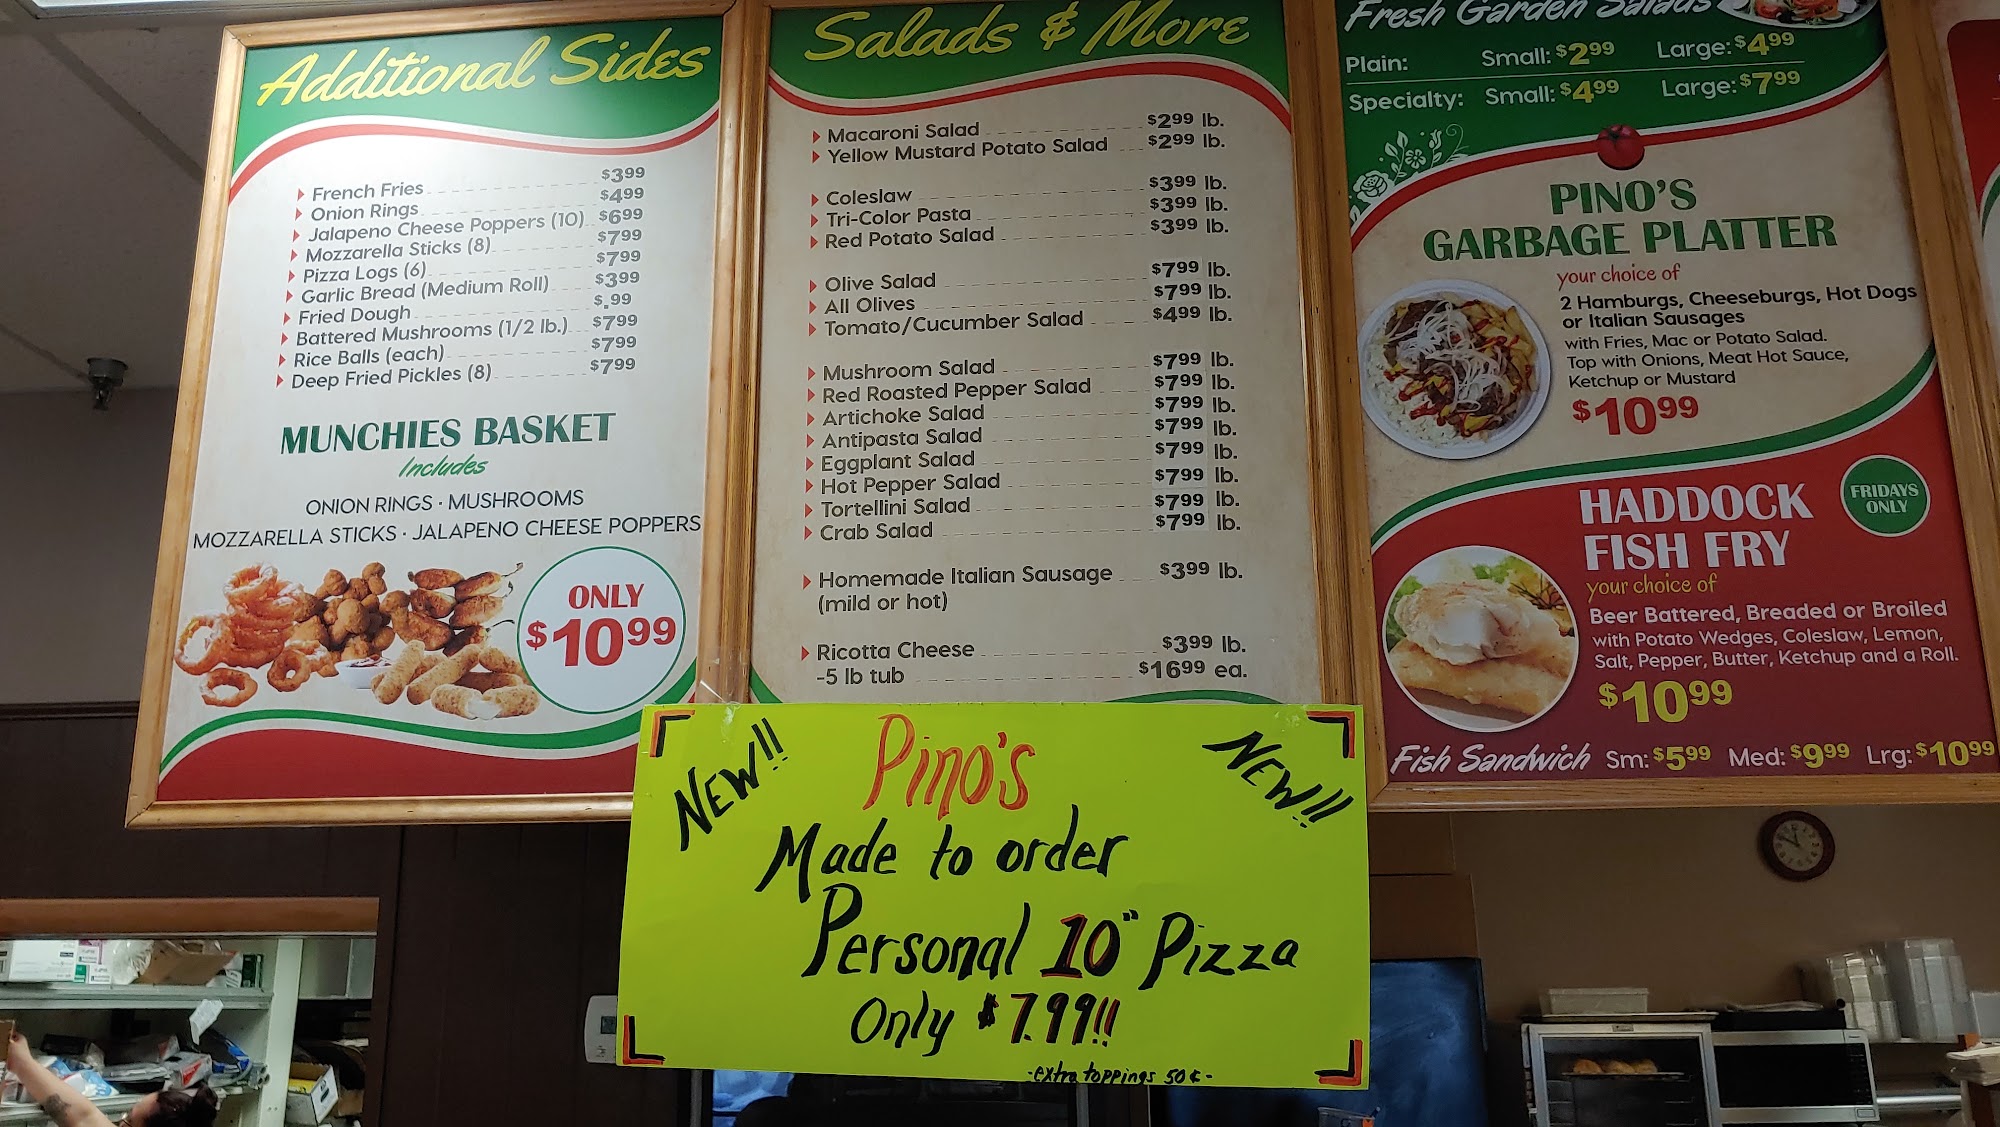 Additional Sides
French Fries $3.99
Onion Rings $4.99
Jalapeno Cheese Poppers (10) $6.99
Mozzarella Sticks (8) $7.99
Pizza Logs (6) $7.99
Garlic Bread (Medium Roll) $3.99
Fried Dough $.99
Battered Mushrooms (1/2 lb.) $7.99
Rice Balls (each) $7.99
Deep Fried Pickles (8) $7.99
MUNCHIES BASKET
Includes
ONION RINGS · MUSHROOMS
MOZZARELLA STICKS · JALAPENO CHEESE POPPERS
ONLY
$10.99
Salads & More
Macaroni Salad $2.99 lb.
Yellow Mustard Potato Salad $2.99 lb.
Coleslaw $3.99 lb.
Tri-Color Pasta $3.99 lb.
Red Potato Salad $3.99 lb.
Olive Salad $7.99 lb.
All Olives $7.99 lb.
Tomato/Cucumber Salad $4.99 lb.
Mushroom Salad $7.99 lb.
Red Roasted Pepper Salad $7.99 lb.
Artichoke Salad $7.99 lb.
Antipasta Salad $7.99 lb.
Eggplant Salad $7.99 lb.
Hot Pepper Salad $7.99 lb.
Tortellini Salad $7.99 lb.
Crab Salad $7.99 lb.
Homemade Italian Sausage $3.99 lb.
(mild or hot)
Ricotta Cheese $3.99 lb.
-5 lb tub $16.99 ea.
Fresh Garden Salads
Plain: Small: $2.99 Large: $4.99
Specialty: Small: $4.99 Large: $7.99
PINO'S
GARBAGE PLATTER
your choice of
2 Hamburgs, Cheeseburgs, Hot Dogs
or Italian Sausages
with Fries, Mac or Potato Salad.
Top with Onions, Meat Hot Sauce,
Ketchup or Mustard
$10.99
HADDOCK
FISH FRY
FRIDAYS
ONLY
your choice of
Beer Battered, Breaded or Broiled
with Potato Wedges, Coleslaw, Lemon,
Salt, Pepper, Butter, Ketchup and a Roll.
$10.99
Fish Sandwich Sm: $5.99 Med: $9.99 Lrg: $10.99
NEW!! Pino's NEW!!
Made to order
Personal 10" Pizza
Only $7.99!!
-extra toppings 50¢-